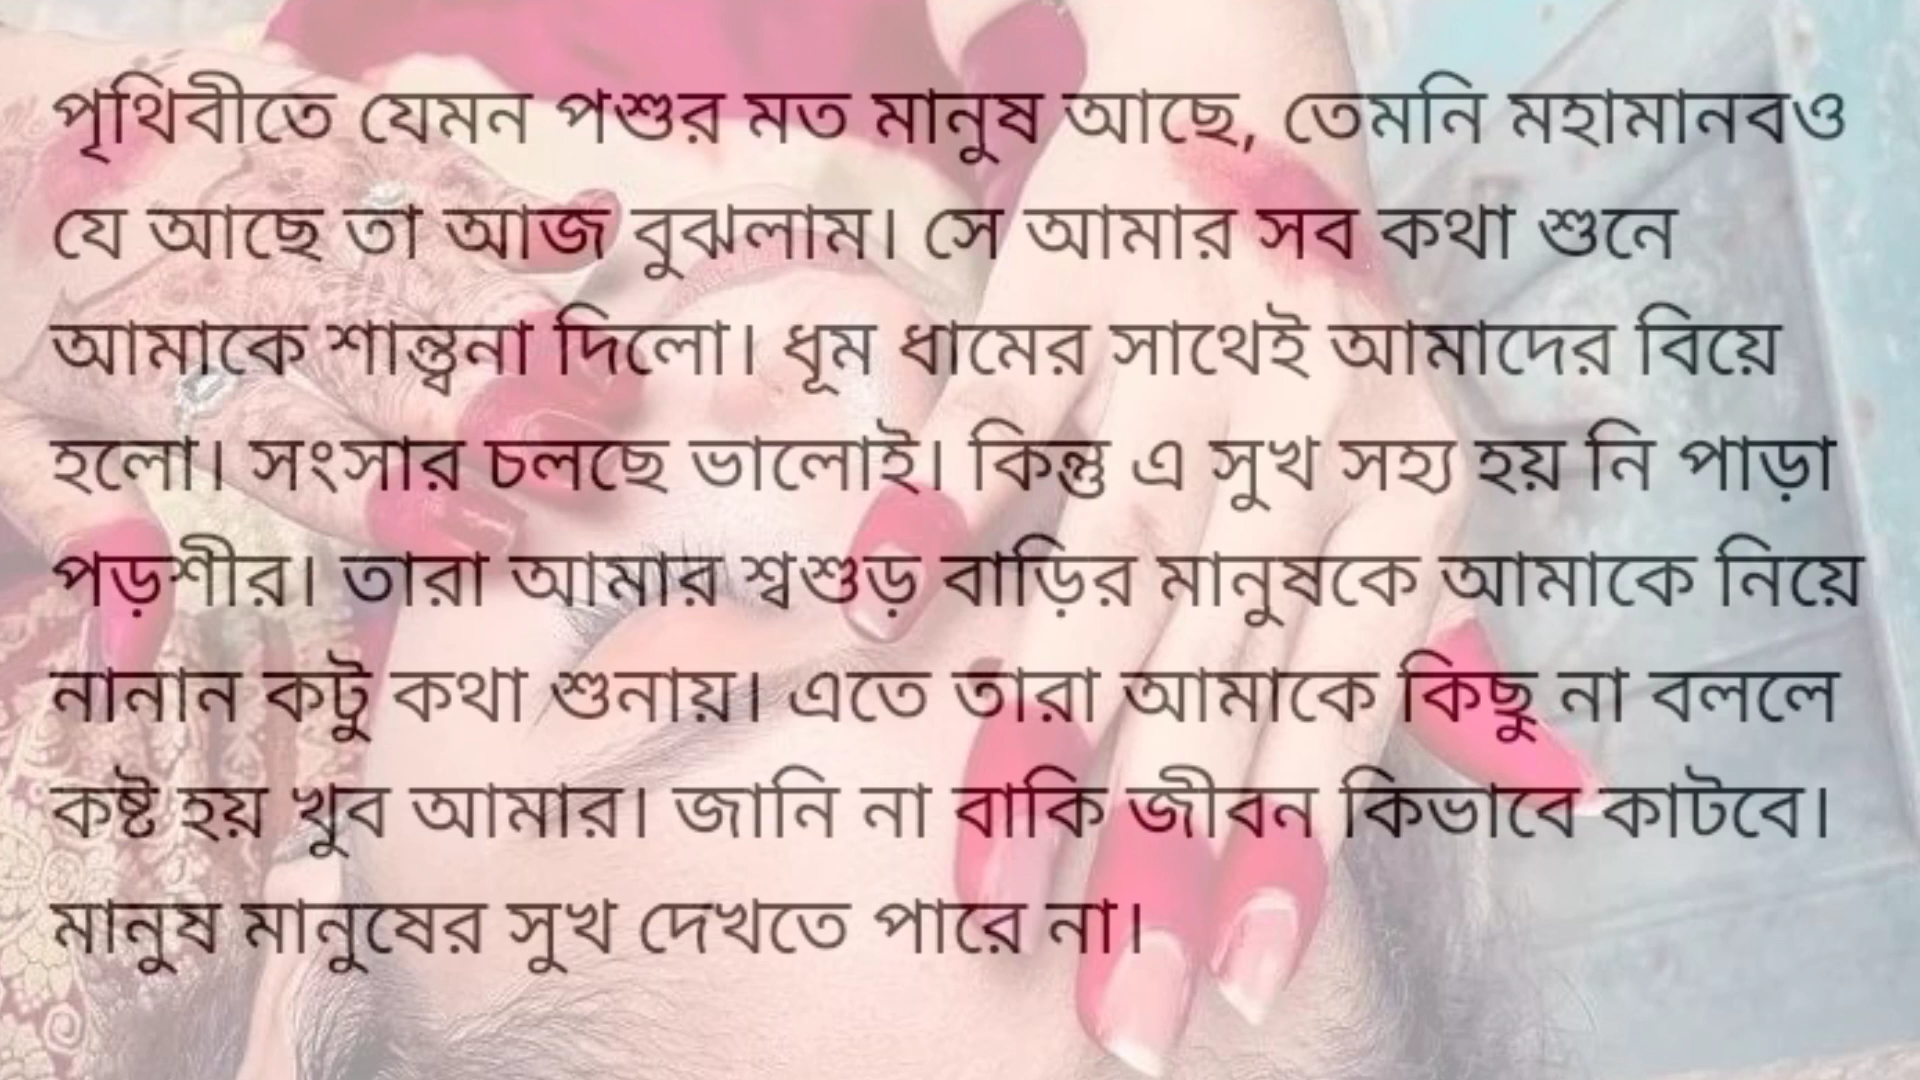 পৃথিবীতে যেমন পশুর মত মানুষ আছে, তেমনি মহামানবও
যে আছে তা আজ বুঝলাম। সে আমার সব কথা শুনে
আমাকে শান্ত্বনা দিলো। ধূম ধামের সাথেই আমাদের বিয়ে
হলো। সংসার চলছে ভালোই। কিন্তু এ সুখ সহ্য হয় নি পাড়া
পড়শীর। তারা আমার শ্বশুড় বাড়ির মানুষকে আমাকে নিয়ে
নানান কটু কথা শুনায়। এতে তারা আমাকে কিছু না বললে
কষ্ট হয় খুব আমার। জানি না বাকি জীবন কিভাবে কাটবে।
মানুষ মানুষের সুখ দেখতে পারে না।